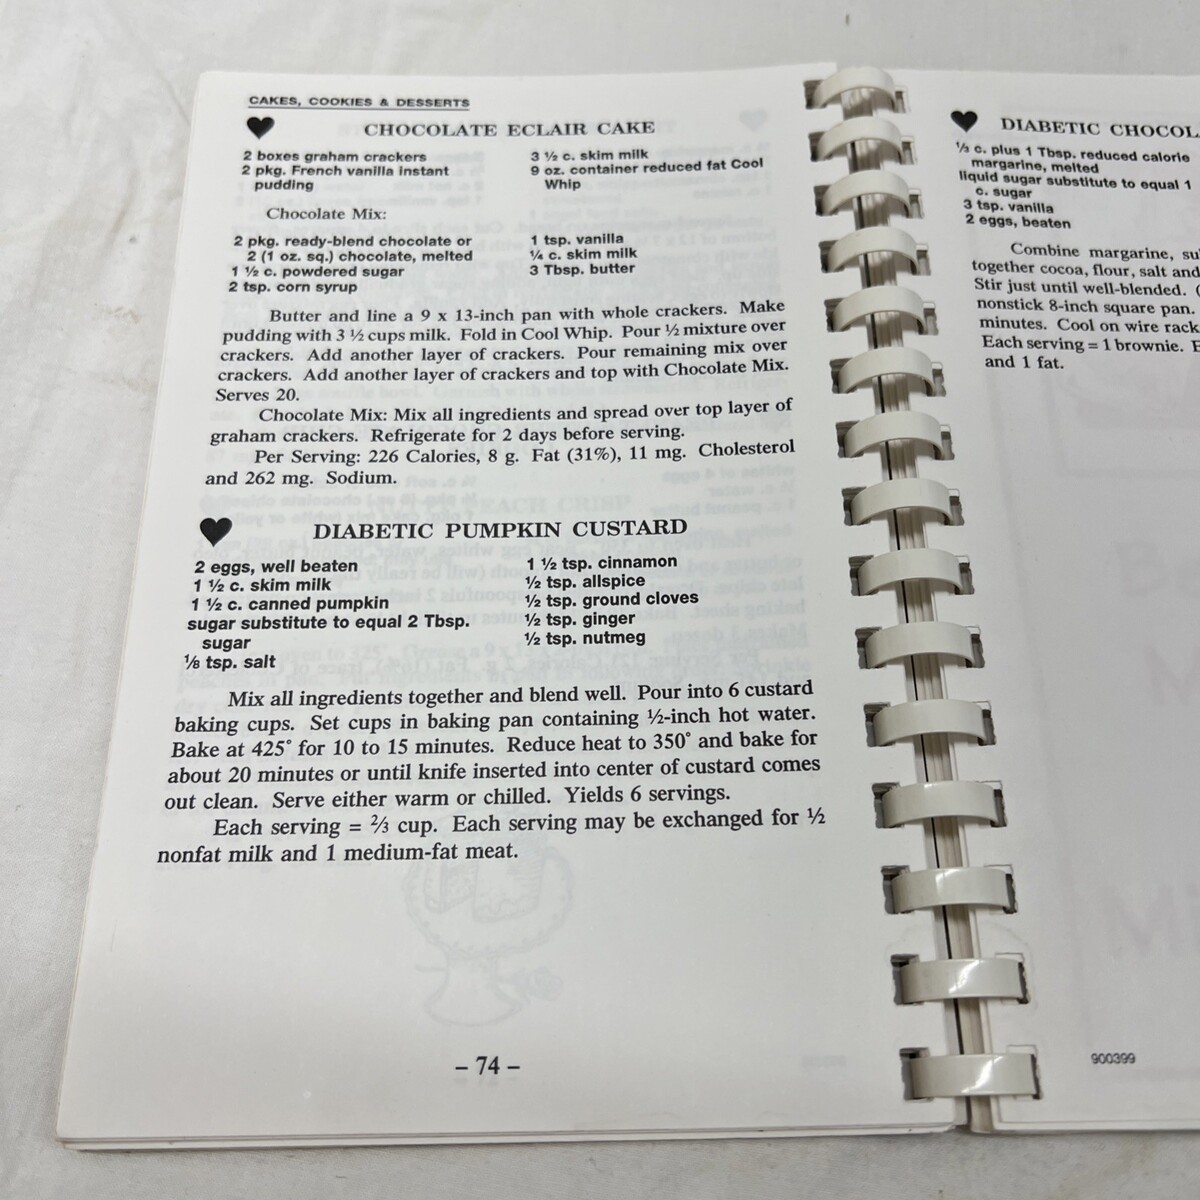 CAKES, COOKIES & DESSERTS
CHOCOLATE ECLAIR CAKE
2 boxes graham crackers
2 pkg. French vanilla instant
pudding
3 ½ c. skim milk
9 oz. container reduced fat Cool
Whip
Chocolate Mix:
2 pkg. ready-blend chocolate or
2 (1 oz. sq.) chocolate, melted
1 ½ c. powdered sugar
2 tsp. corn syrup
1 tsp. vanilla
¼ c. skim milk
3 Tbsp. butter
Butter and line a 9 x 13-inch pan with whole crackers. Make
pudding with 3 ½ cups milk. Fold in Cool Whip. Pour ½ mixture over
crackers. Add another layer of crackers. Pour remaining mix over
crackers. Add another layer of crackers and top with Chocolate Mix.
Serves 20.
Chocolate Mix: Mix all ingredients and spread over top layer of
graham crackers. Refrigerate for 2 days before serving.
Per Serving: 226 Calories, 8 g. Fat (31%), 11 mg. Cholesterol
and 262 mg. Sodium.
DIABETIC PUMPKIN CUSTARD
2 eggs, well beaten
1 ½ c. skim milk
1 ½ c. canned pumpkin
sugar substitute to equal 2 Tbsp.
sugar
⅛ tsp. salt
1 ½ tsp. cinnamon
½ tsp. allspice
½ tsp. ground cloves
½ tsp. ginger
½ tsp. nutmeg
Mix all ingredients together and blend well. Pour into 6 custard
baking cups. Set cups in baking pan containing ½-inch hot water.
Bake at 425° for 10 to 15 minutes. Reduce heat to 350° and bake for
about 20 minutes or until knife inserted into center of custard comes
out clean. Serve either warm or chilled. Yields 6 servings.
Each serving = ⅔ cup. Each serving may be exchanged for ½
nonfat milk and 1 medium-fat meat.
– 74 –
DIABETIC CHOCOL
⅓ c. plus 1 Tbsp. reduced calorie
margarine, melted
liquid sugar substitute to equal 1
c. sugar
3 tsp. vanilla
2 eggs, beaten
Combine margarine, su
together cocoa, flour, salt and
Stir just until well-blended.
nonstick 8-inch square pan.
minutes. Cool on wire rack
Each serving = 1 brownie. E
and 1 fat.
900399